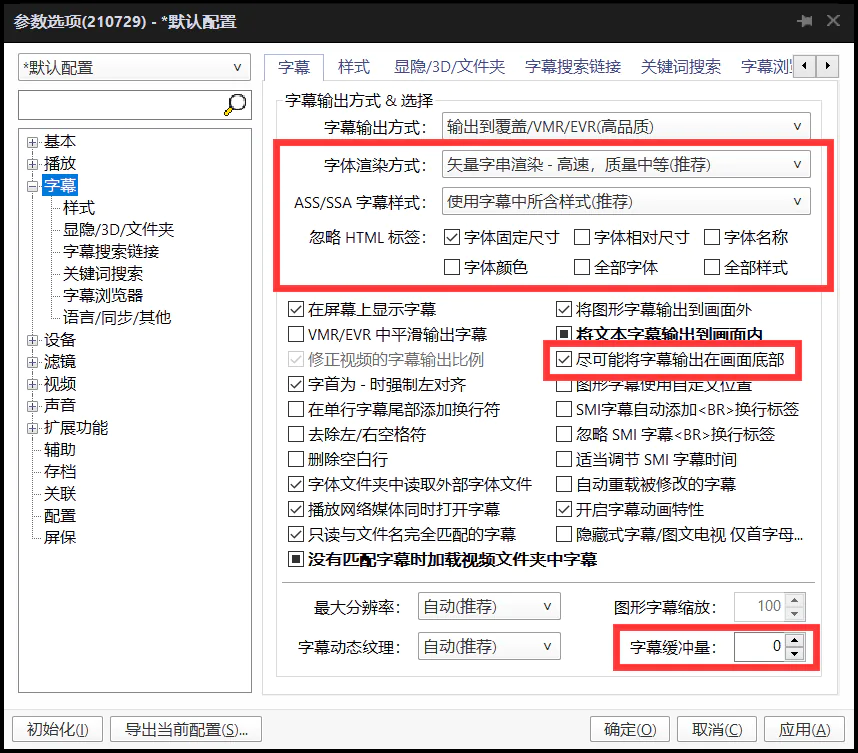 参数选项(210729) - *默认配置
*默认配置
基本
播放
字幕
样式
显隐/3D/文件夹
字幕搜索链接
关键词搜索
字幕浏览器
语言/同步/其他
设备
滤镜
视频
声音
扩展功能
辅助
存档
关联
配置
屏保
字幕 样式 显隐/3D/文件夹 字幕搜索链接 关键词搜索 字幕浏
字幕输出方式 & 选择
字幕输出方式: 输出到覆盖/VMR/EVR(高品质)
字体渲染方式: 矢量字串渲染 - 高速，质量中等(推荐)
ASS/SSA 字幕样式: 使用字幕中所含样式(推荐)
忽略 HTML 标签: 字体固定尺寸 字体相对尺寸 字体名称
字体颜色 全部字体 全部样式
在屏幕上显示字幕 将图形字幕输出到画面外
VMR/EVR 中平滑输出字幕 将文本字幕输出到画面内
修正视频的字幕输出比例 尽可能将字幕输出在画面底部
字首为 - 时强制左对齐 图形字幕使用自定义位置
在单行字幕尾部添加换行符 SMI字幕自动添加<BR>换行标签
去除左/右空格符 忽略 SMI 字幕<BR>换行标签
删除空白行 适当调节 SMI 字幕时间
字体文件夹中读取外部字体文件 自动重载被修改的字幕
播放网络媒体同时打开字幕 开启字幕动画特性
只读与文件名完全匹配的字幕 隐藏式字幕/图文电视 仅首字母...
没有匹配字幕时加载视频文件夹中字幕
最大分辨率: 自动(推荐) 图形字幕缩放: 100
字幕动态纹理: 自动(推荐) 字幕缓冲量: 0
初始化(I) 导出当前配置(S)... 确定(O) 取消(C) 应用(A)